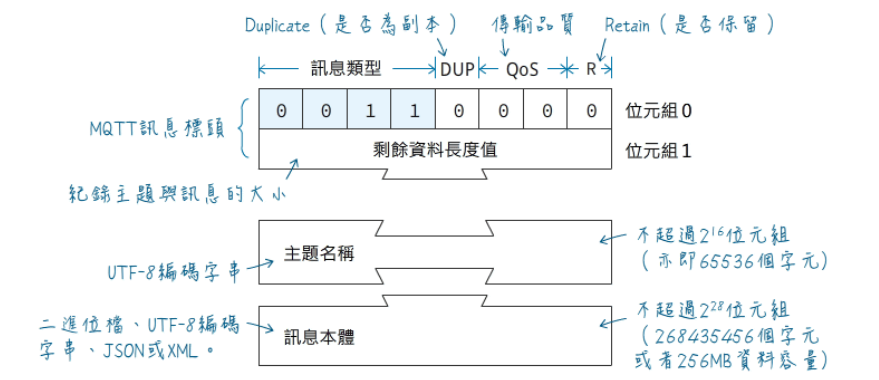 Duplicate（是否為副本） 傳輸品質 Retain（是否保留）
訊息類型 DUP QoS R
0 0 1 1 0 0 0 0 位元組0
MQTT訊息標頭
剩餘資料長度值 位元組1
紀錄主題與訊息的大小
主題名稱
UTF-8編碼字串
不超過2¹⁶位元組
（亦即65536個字元）
二進位檔、UTF-8編碼
字串、JSON或XML。
訊息本體
不超過2²⁸位元組
（268435456個字元
或者256MB資料容量）